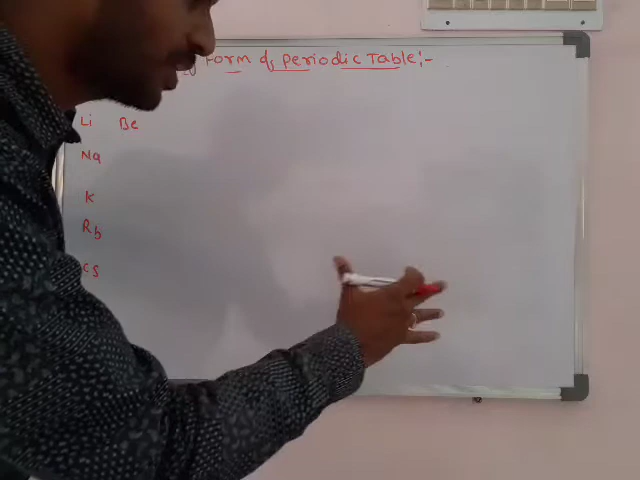 Form of Periodic Table :-
Li Be
Na
K
Rb
Cs